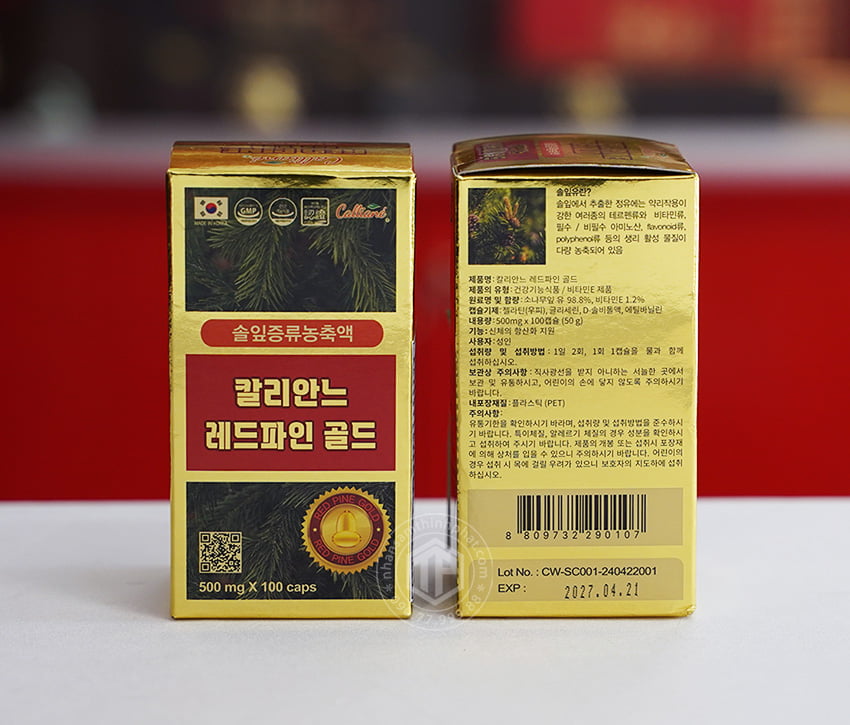 MADE IN KOREA
GMP
Callianá
솔잎증류농축액
칼리안느
레드파인 골드
RED PINE GOLD
RED PINE GOLD
500 mg X 100 caps
솔잎유란?
솔잎에서 추출한 정유에는 약리작용이
강한 여러종의 테르펜류와 비타민류,
필수 / 비필수 아미노산, flavonoid류,
polyphenol류 등의 생리 활성 물질이
다량 농축되어 있음
제품명: 칼리안느 레드파인 골드
제품의 유형: 건강기능식품 / 비타민E 제품
원료명 및 함량: 소나무잎 유 98.8%, 비타민E 1.2%
캡슐기제: 젤라틴(우피), 글리세린, D-솔비톨액, 에틸바닐린
내용량: 500mg x 100캡슐 (50 g)
기능: 신체의 항산화 지원
사용자: 성인
섭취량 및 섭취방법: 1일 2회, 1회 1캡슐을 물과 함께
섭취하십시오.
보관상 주의사항: 직사광선을 받지 아니하는 서늘한 곳에서
보관 및 유통하시고, 어린이의 손에 닿지 않도록 주의하시기
바랍니다.
내포장재질: 플라스틱 (PET)
주의사항:
유통기한을 확인하시기 바라며, 섭취량 및 섭취방법을 준수하시
기 바랍니다. 특이체질, 알레르기 체질의 경우 성분을 확인하시
고 섭취하여 주시기 바랍니다. 제품의 개봉 또는 섭취시 포장재
에 의해 상처를 입을 수 있으니 주의하시기 바랍니다. 어린이의
경우 섭취 시 목에 걸릴 우려가 있으니 보호자의 지도하에 섭취
하십시오.
8 809732 290107
Lot No. : CW-SC001-240422001
EXP : 2027.04.21
nhansamthinhphat.com